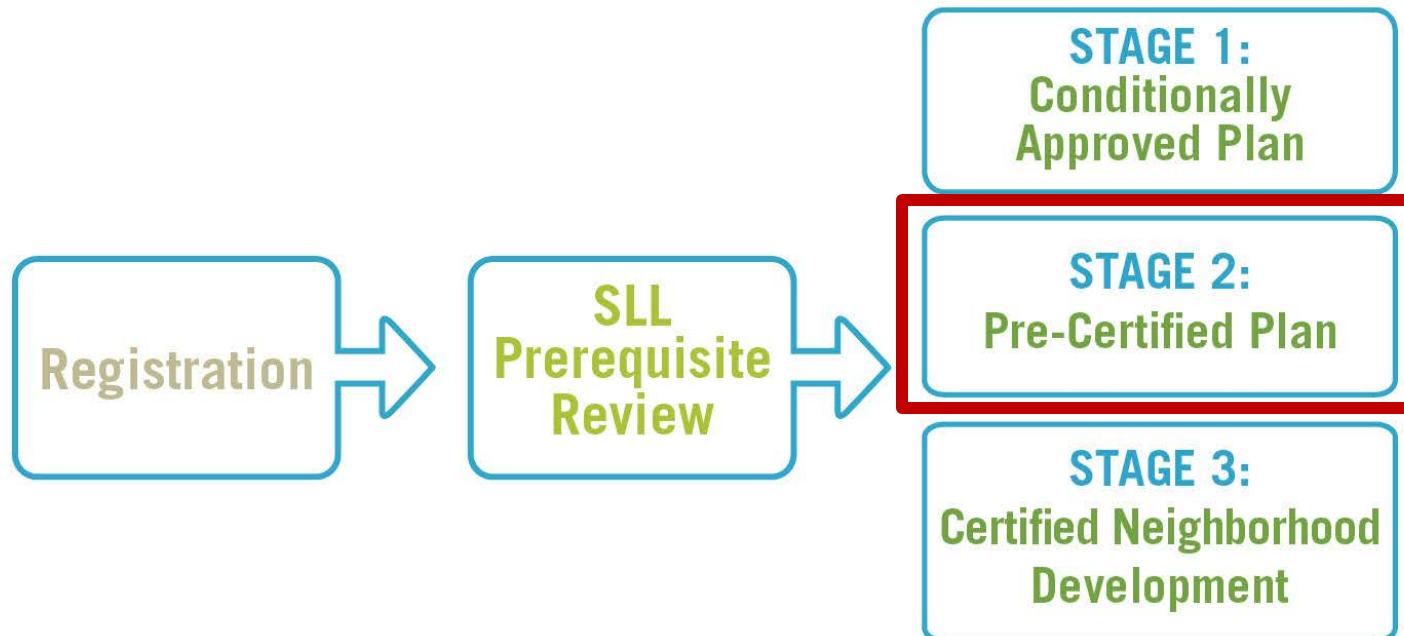 Registration
SLL
Prerequisite
Review
STAGE 1:
Conditionally
Approved Plan
STAGE 2:
Pre-Certified Plan
STAGE 3:
Certified Neighborhood
Development